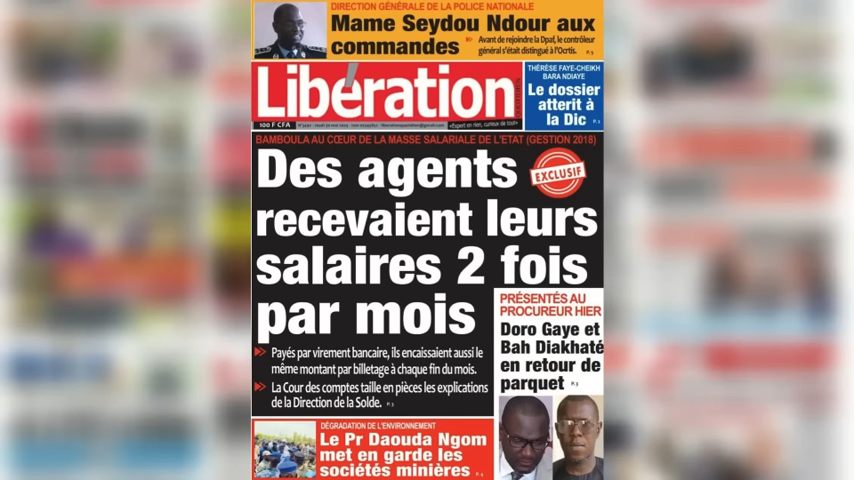 DIRECTION GÉNÉRALE DE LA POLICE NATIONALE
Mame Seydou Ndour aux
commandes
Avant de rejoindre la Dpaf, le contrôleur
général s'était distingué à l'Ocrtis. P.5
Libération
100 F CFA
«Expert en rien, curieux de tout»
THÉRÈSE FAYE-CHEIKH
BARA NDIAYE
Le dossier
atterit à
la Dic P.3
BAMBOULA AU CŒUR DE LA MASSE SALARIALE DE L'ETAT (GESTION 2018)
Des agents
EXCLUSIF
recevaient leurs
salaires 2 fois
par mois
Payés par virement bancaire, ils encaissaient aussi le
même montant par billetage à chaque fin du mois.
La Cour des comptes taille en pièces les explications
de la Direction de la Solde. P.3
PRÉSENTÉS AU
PROCUREUR HIER
Doro Gaye et
Bah Diakhaté
en retour de
parquet P.3
DÉGRADATION DE L'ENVIRONNEMENT
Le Pr Daouda Ngom
met en garde les
sociétés minières